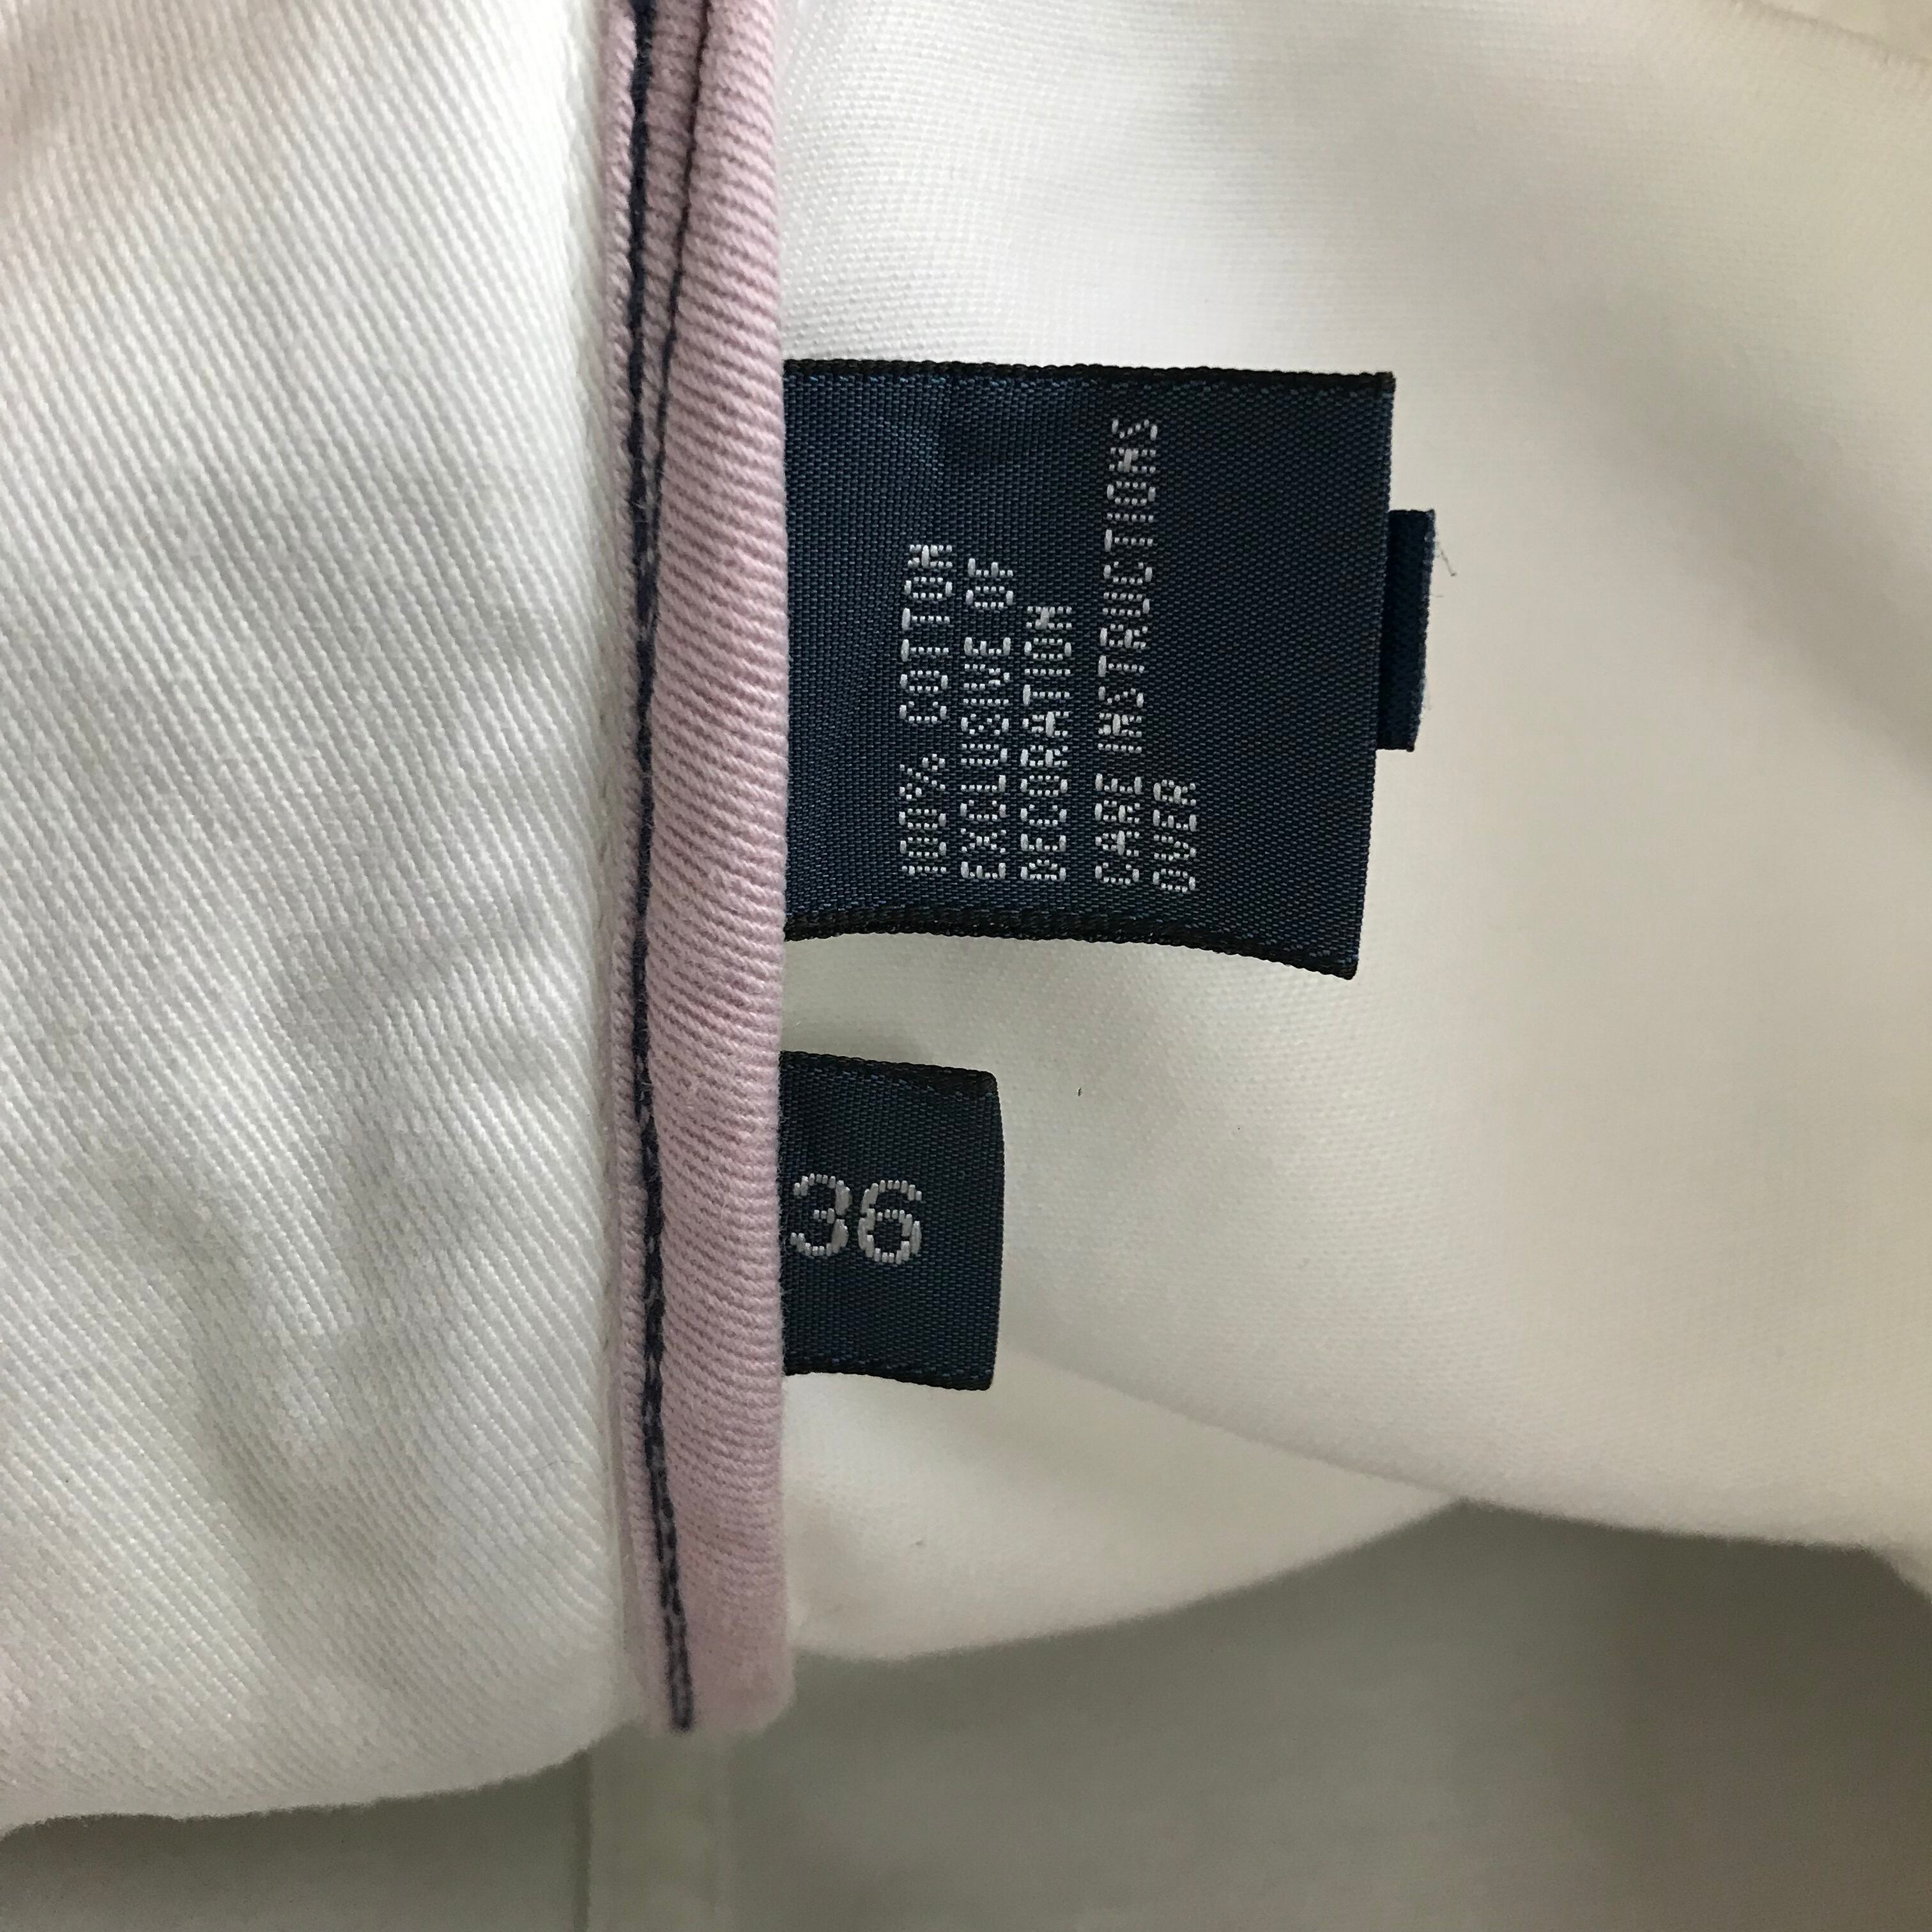 100% COTTON
EXCLUSIVE OF
DECORATION
CARE INSTRUCTIONS
OVER
36